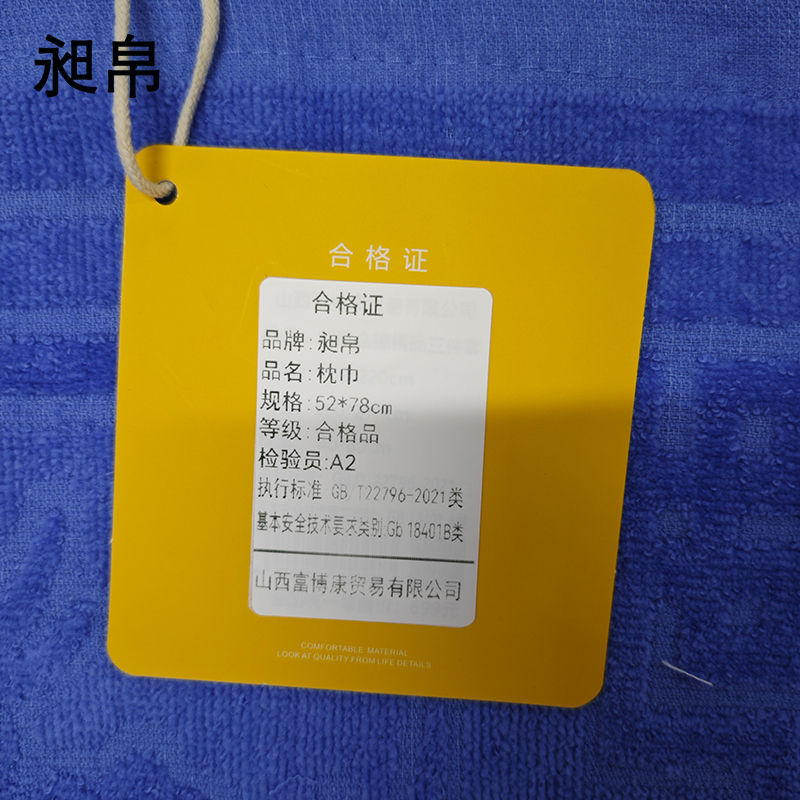 昶帛
合格证
合格证
品牌:昶帛
品名:枕巾
规格:52*78cm
等级:合格品
检验员:A2
执行标准 GB/T22796-2021类
基本安全技术要求类别:Gb 18401B类
山西富博康贸易有限公司
COMFORTABLE MATERIAL
LOOK AT QUALITY FROM LIFE DETAILS